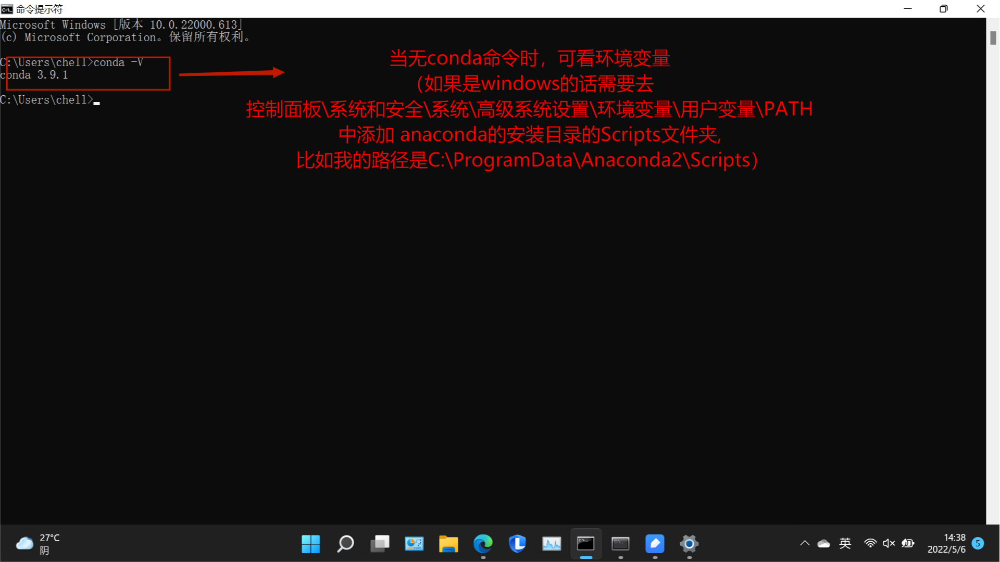 命令提示符
Microsoft Windows [版本 10.0.22000.613]
(c) Microsoft Corporation。保留所有权利。
C:\Users\chell>conda -V
conda 3.9.1
C:\Users\chell>
当无conda命令时，可看环境变量
（如果是windows的话需要去
控制面板\系统和安全\系统\高级系统设置\环境变量\用户变量\PATH
中添加 anaconda的安装目录的Scripts文件夹,
比如我的路径是C:\ProgramData\Anaconda2\Scripts）
27°C
阴
英
14:38
2022/5/6
5